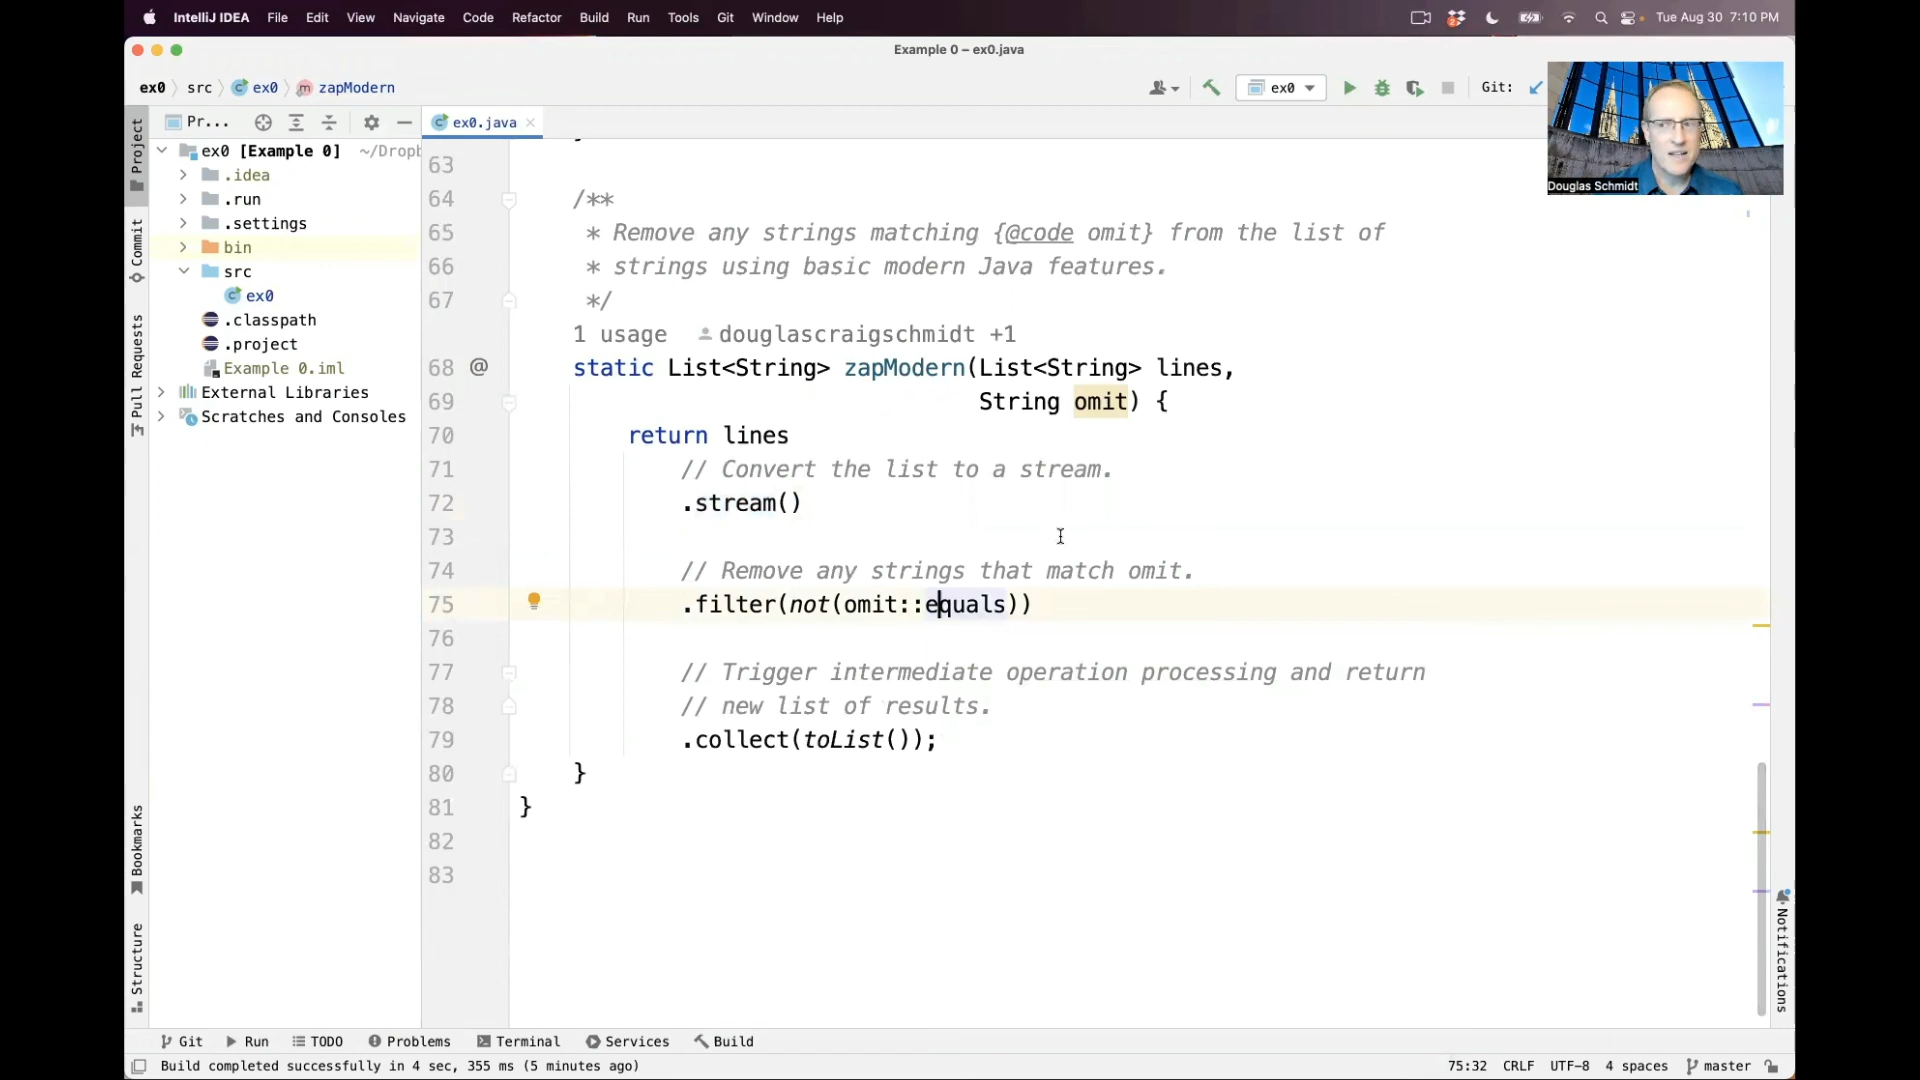 IntelliJ IDEA File Edit View Navigate Code Refactor Build Run Tools Git Window Help Tue Aug 30 7:10 PM
Example 0 – ex0.java
ex0 src ex0 zapModern ex0 Git:
Douglas Schmidt
Project
Commit
Pull Requests
Bookmarks
Structure
Pr...
ex0 [Example 0] ~/Dropb
.idea
.run
.settings
bin
src
ex0
.classpath
.project
Example 0.iml
External Libraries
Scratches and Consoles
ex0.java
63
64 /**
65 * Remove any strings matching {@code omit} from the list of
66 * strings using basic modern Java features.
67 */
1 usage douglascraigschmidt +1
68 @ static List<String> zapModern(List<String> lines,
69 String omit) {
70 return lines
71 // Convert the list to a stream.
72 .stream()
73
74 // Remove any strings that match omit.
75 .filter(not(omit::equals))
76
77 // Trigger intermediate operation processing and return
78 // new list of results.
79 .collect(toList());
80 }
81 }
82
83
Notifications
Git Run TODO Problems Terminal Services Build
Build completed successfully in 4 sec, 355 ms (5 minutes ago) 75:32 CRLF UTF-8 4 spaces master